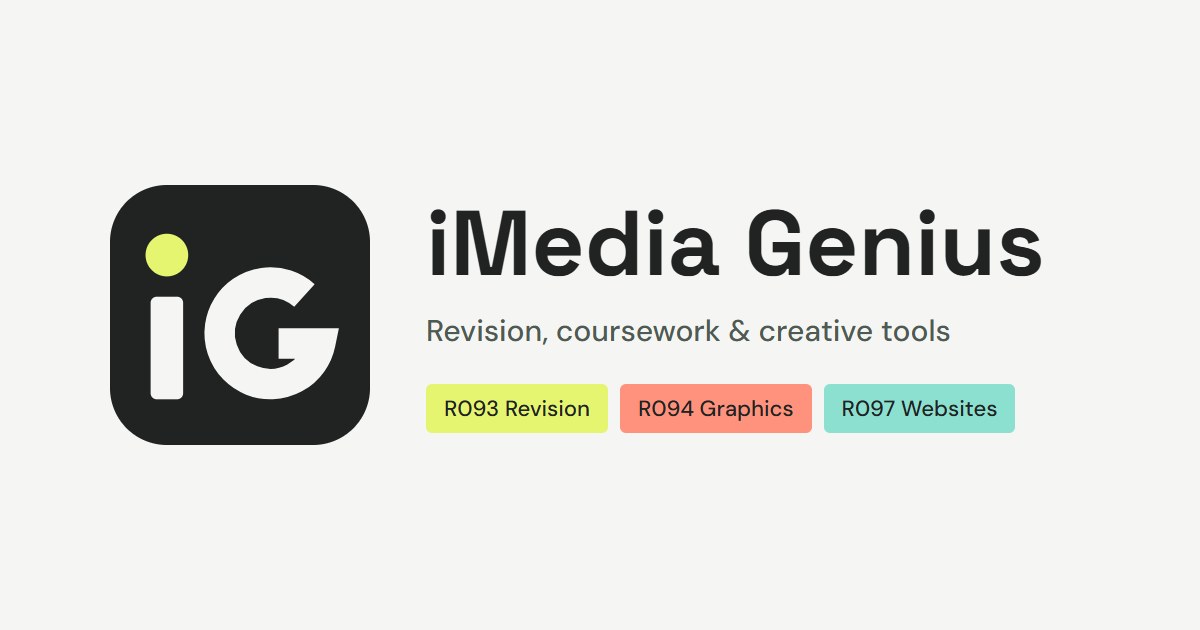 iG
iMedia Genius
Revision, coursework & creative tools
R093 Revision
R094 Graphics
R097 Websites